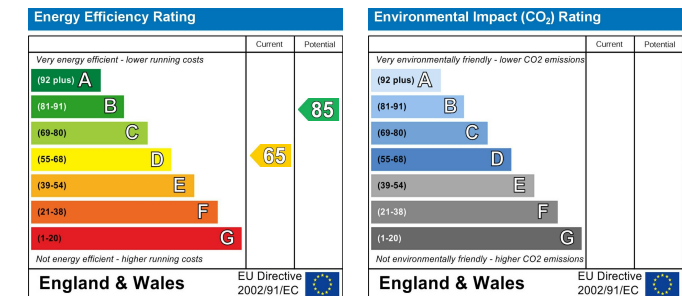 Energy Efficiency Rating
Current Potential
Very energy efficient - lower running costs
(92 plus) A
(81-91) B
85
(69-80) C
(55-68) D
65
(39-54) E
(21-38) F
(1-20) G
Not energy efficient - higher running costs
England & Wales
EU Directive
2002/91/EC
Environmental Impact (CO₂) Rating
Current Potential
Very environmentally friendly - lower CO2 emissions
(92 plus) A
(81-91) B
(69-80) C
(55-68) D
(39-54) E
(21-38) F
(1-20) G
Not environmentally friendly - higher CO2 emissions
England & Wales
EU Directive
2002/91/EC